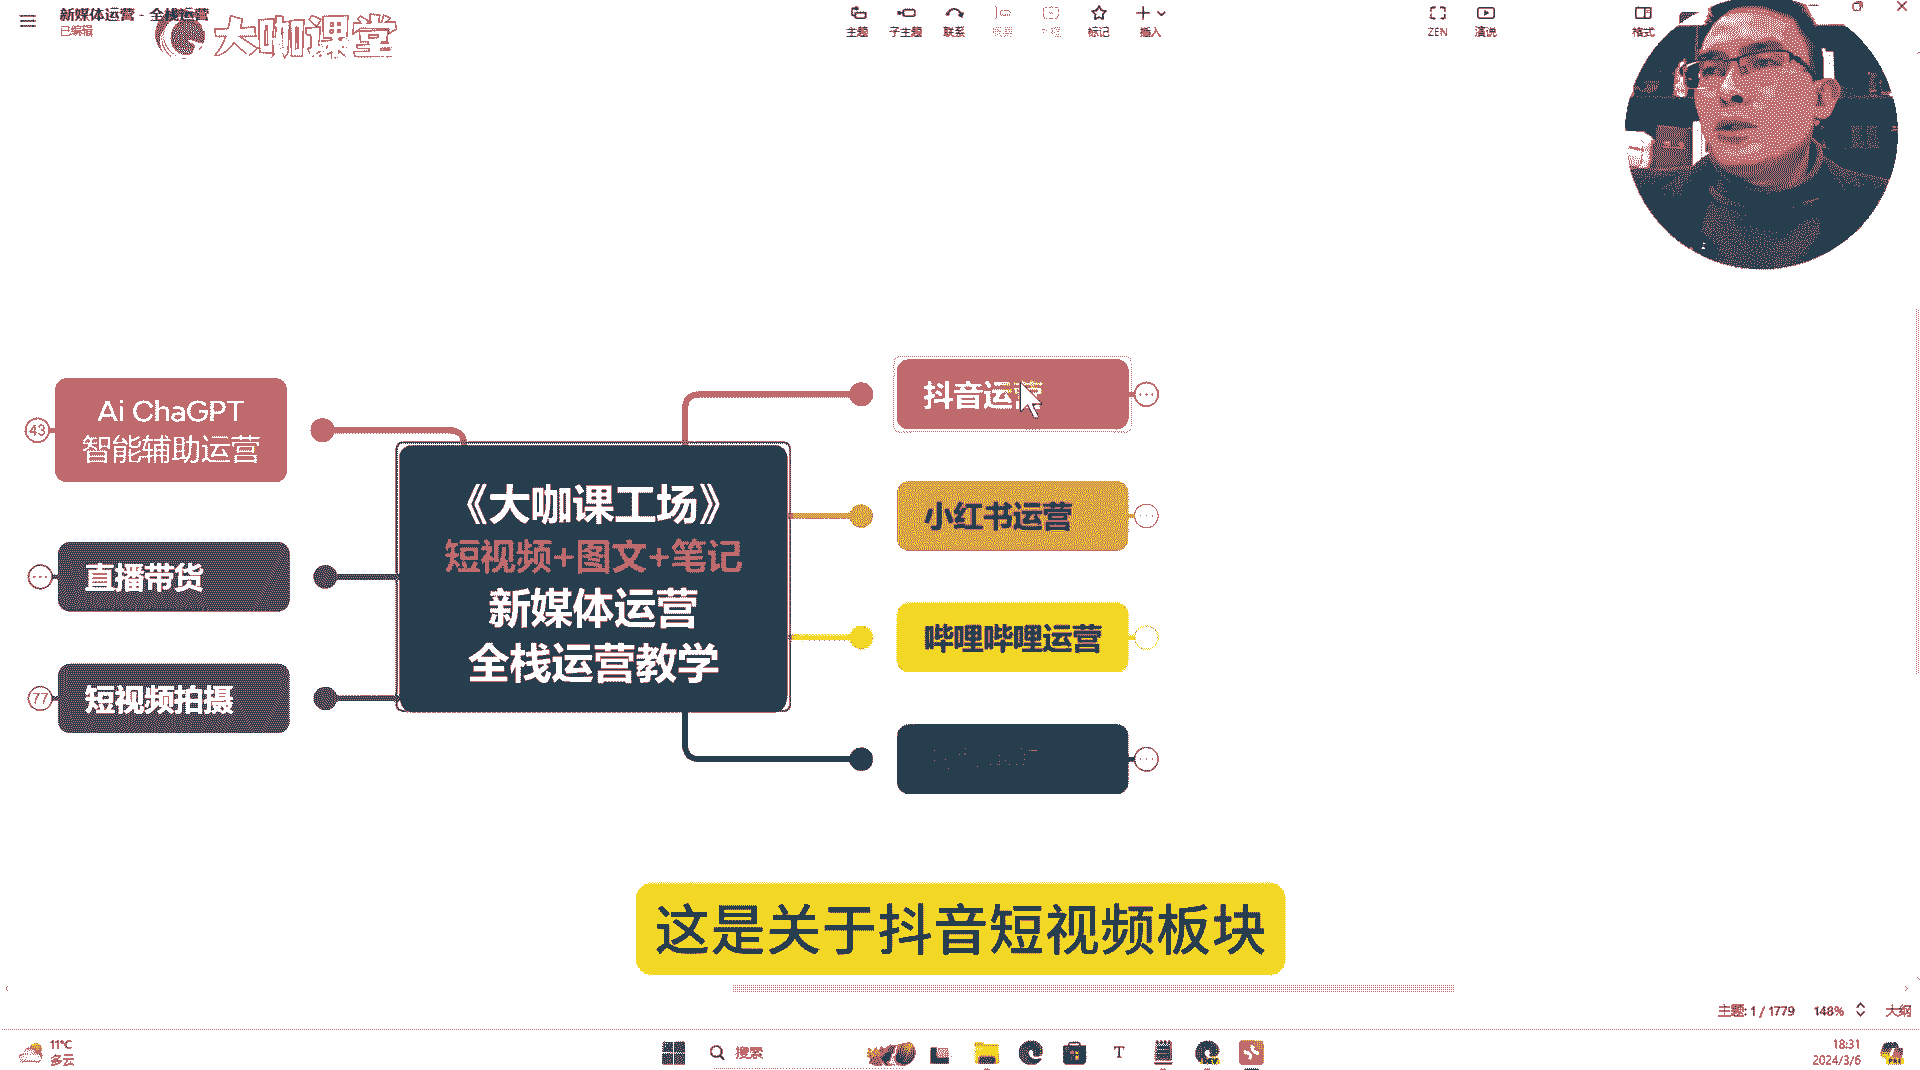 新媒体运营 - 全栈运营
已编辑
大咖课堂
主题
子主题
联系
标记
插入
ZEN
演说
格式
Ai ChaGPT
智能辅助运营
43
直播带货
短视频拍摄
77
《大咖课工场》
短视频+图文+笔记
新媒体运营
全栈运营教学
抖音运营
小红书运营
哔哩哔哩运营
这是关于抖音短视频板块
主题: 1 / 1779
148%
大纲
11°C
多云
搜索
18:31
2024/3/6